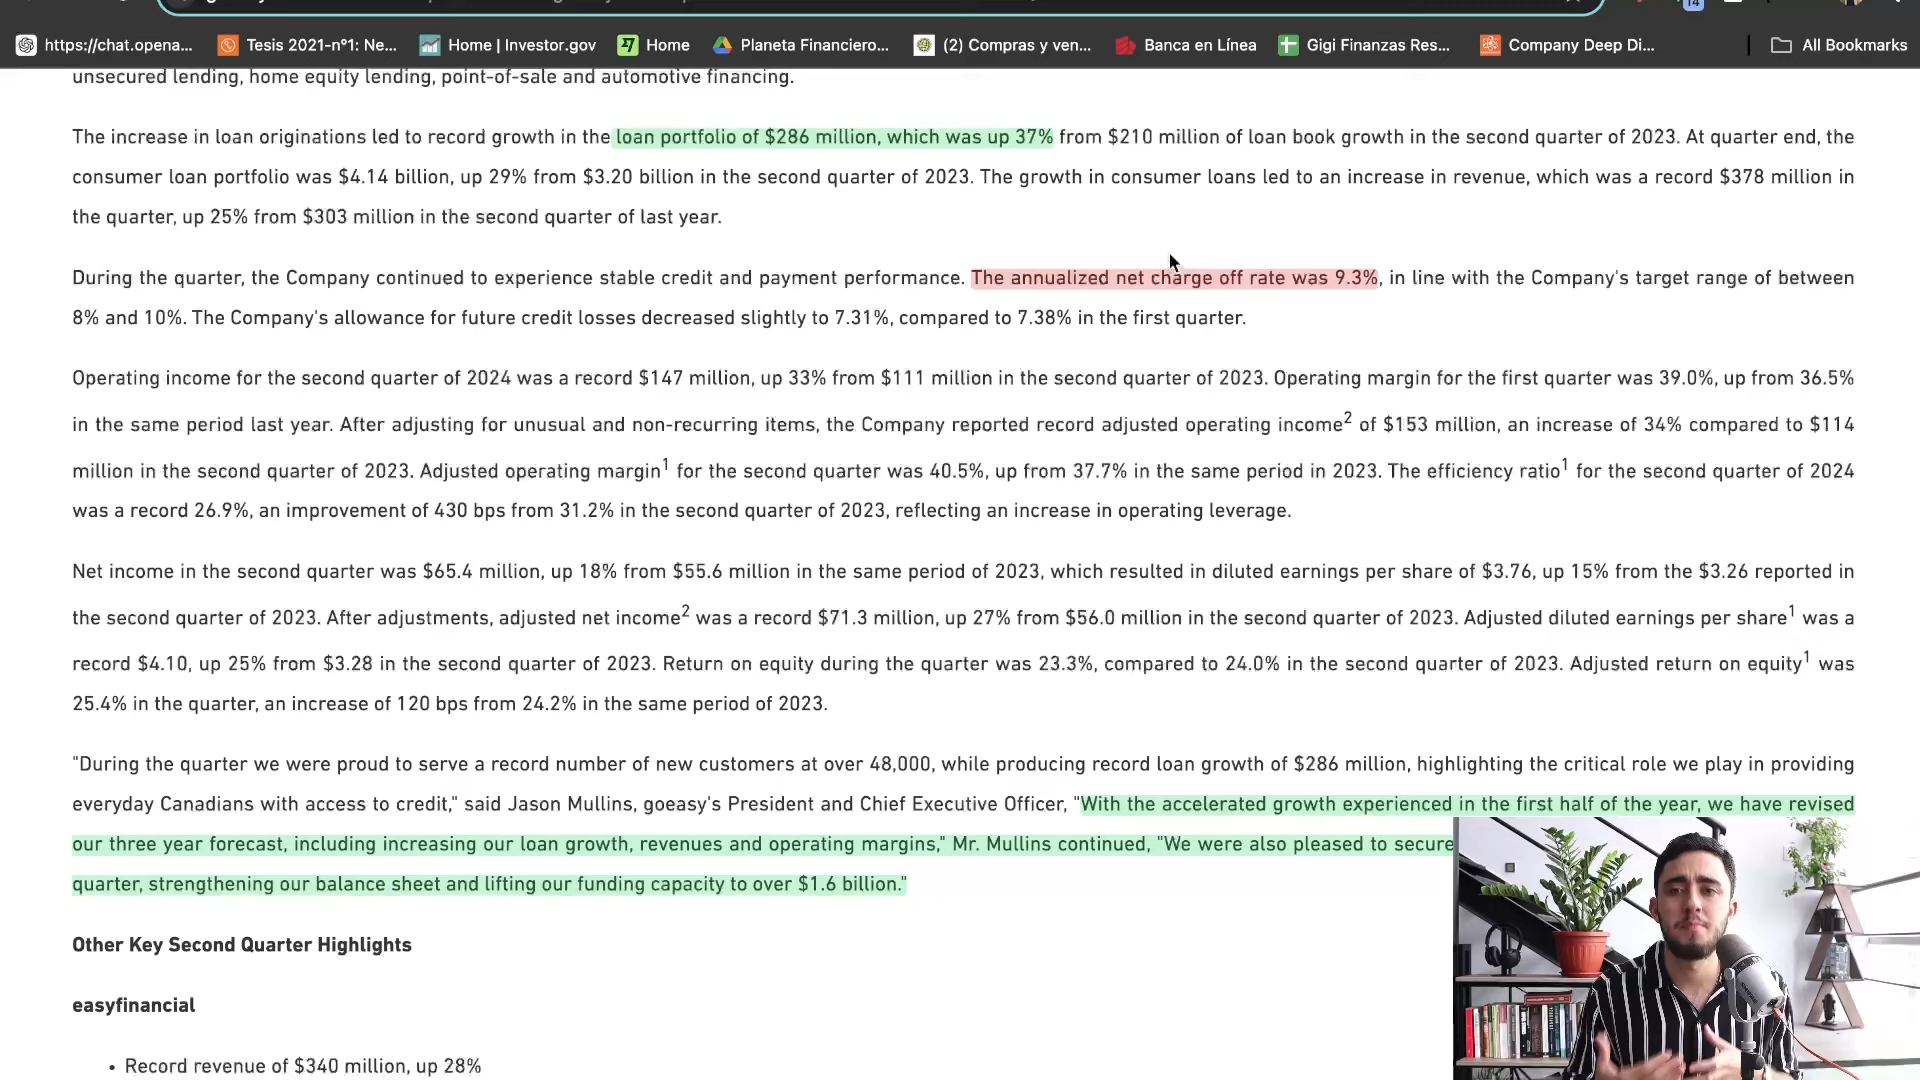 https://chat.opena...
Tesis 2021-nº1: Ne...
Home | Investor.gov
Home
Planeta Financiero...
(2) Compras y ven...
Banca en Línea
Gigi Finanzas Res...
Company Deep Di...
All Bookmarks
14
unsecured lending, home equity lending, point-of-sale and automotive financing.
The increase in loan originations led to record growth in the loan portfolio of $286 million, which was up 37% from $210 million of loan book growth in the second quarter of 2023. At quarter end, the
consumer loan portfolio was $4.14 billion, up 29% from $3.20 billion in the second quarter of 2023. The growth in consumer loans led to an increase in revenue, which was a record $378 million in
the quarter, up 25% from $303 million in the second quarter of last year.
During the quarter, the Company continued to experience stable credit and payment performance. The annualized net charge off rate was 9.3%, in line with the Company's target range of between
8% and 10%. The Company's allowance for future credit losses decreased slightly to 7.31%, compared to 7.38% in the first quarter.
Operating income for the second quarter of 2024 was a record $147 million, up 33% from $111 million in the second quarter of 2023. Operating margin for the first quarter was 39.0%, up from 36.5%
in the same period last year. After adjusting for unusual and non-recurring items, the Company reported record adjusted operating income2 of $153 million, an increase of 34% compared to $114
million in the second quarter of 2023. Adjusted operating margin1 for the second quarter was 40.5%, up from 37.7% in the same period in 2023. The efficiency ratio1 for the second quarter of 2024
was a record 26.9%, an improvement of 430 bps from 31.2% in the second quarter of 2023, reflecting an increase in operating leverage.
Net income in the second quarter was $65.4 million, up 18% from $55.6 million in the same period of 2023, which resulted in diluted earnings per share of $3.76, up 15% from the $3.26 reported in
the second quarter of 2023. After adjustments, adjusted net income2 was a record $71.3 million, up 27% from $56.0 million in the second quarter of 2023. Adjusted diluted earnings per share1 was a
record $4.10, up 25% from $3.28 in the second quarter of 2023. Return on equity during the quarter was 23.3%, compared to 24.0% in the second quarter of 2023. Adjusted return on equity1 was
25.4% in the quarter, an increase of 120 bps from 24.2% in the same period of 2023.
"During the quarter we were proud to serve a record number of new customers at over 48,000, while producing record loan growth of $286 million, highlighting the critical role we play in providing
everyday Canadians with access to credit," said Jason Mullins, goeasy's President and Chief Executive Officer, "With the accelerated growth experienced in the first half of the year, we have revised
our three year forecast, including increasing our loan growth, revenues and operating margins," Mr. Mullins continued, "We were also pleased to secure
quarter, strengthening our balance sheet and lifting our funding capacity to over $1.6 billion."
Other Key Second Quarter Highlights
easyfinancial
• Record revenue of $340 million, up 28%